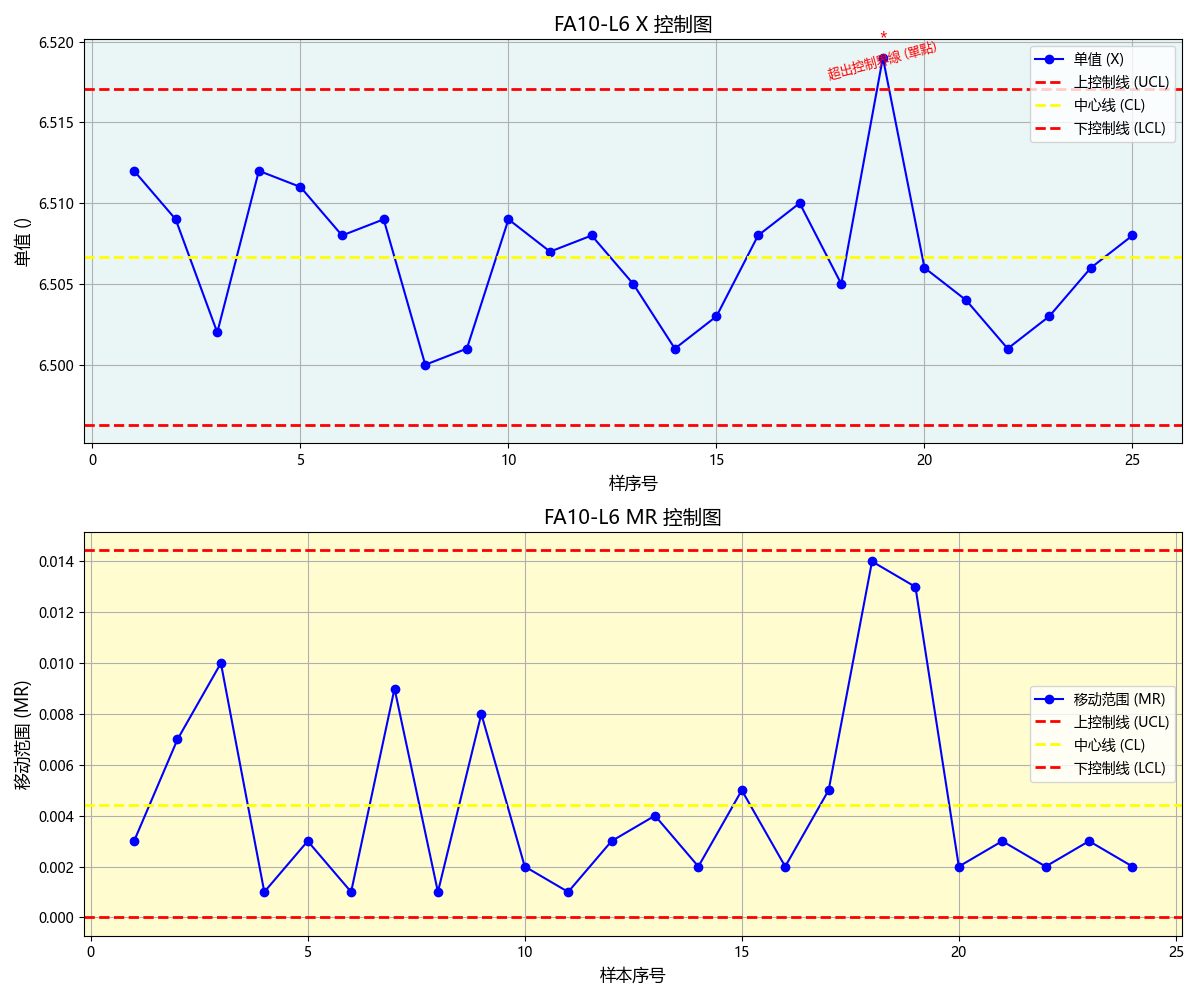 FA10-L6 X 控制图
6.520
6.515
6.510
6.505
6.500
单值 ()
*
超出控制界線 (單點)
单值 (X)
上控制线 (UCL)
中心线 (CL)
下控制线 (LCL)
0 5 10 15 20 25
样序号
FA10-L6 MR 控制图
0.014
0.012
0.010
0.008
0.006
0.004
0.002
0.000
移动范围 (MR)
移动范围 (MR)
上控制线 (UCL)
中心线 (CL)
下控制线 (LCL)
0 5 10 15 20 25
样本序号